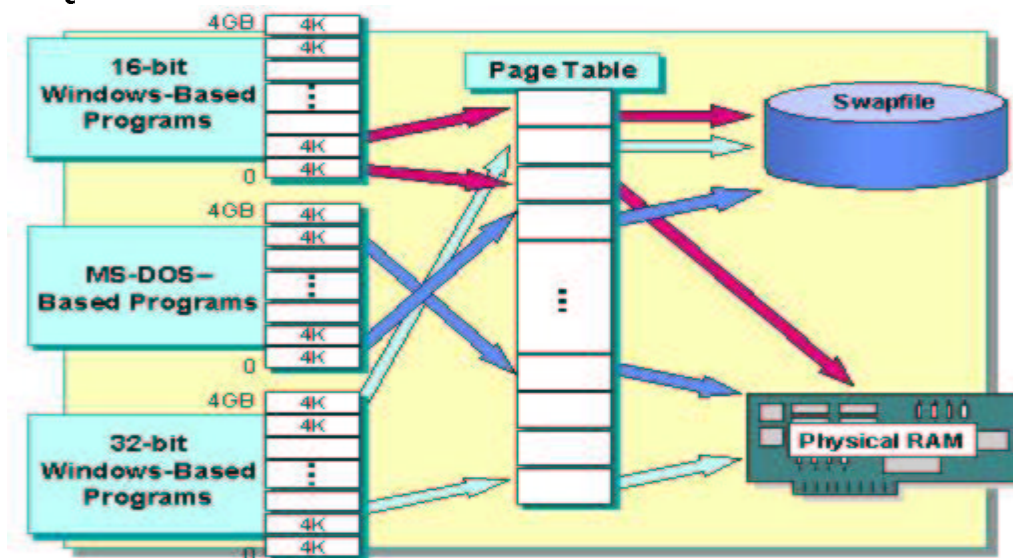 4GB
4K
4K
16-bit
Windows-Based
Programs
4K
4K
0
4GB
4K
4K
MS-DOS–
Based Programs
4K
4K
0
4GB
4K
4K
32-bit
Windows-Based
Programs
4K
4K
0
Page Table
Swapfile
Physical RAM